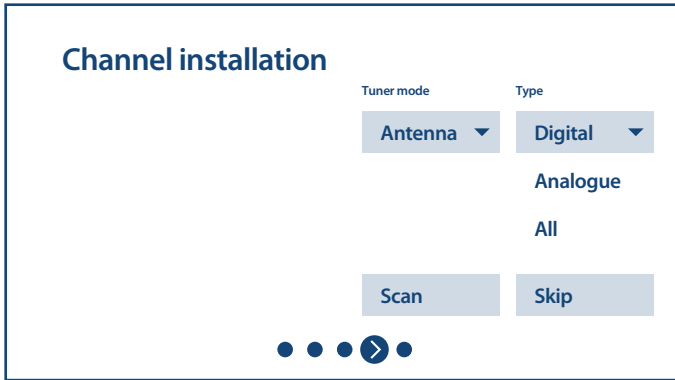 Channel installation
Tuner mode Type
Antenna Digital
Analogue
All
Scan Skip